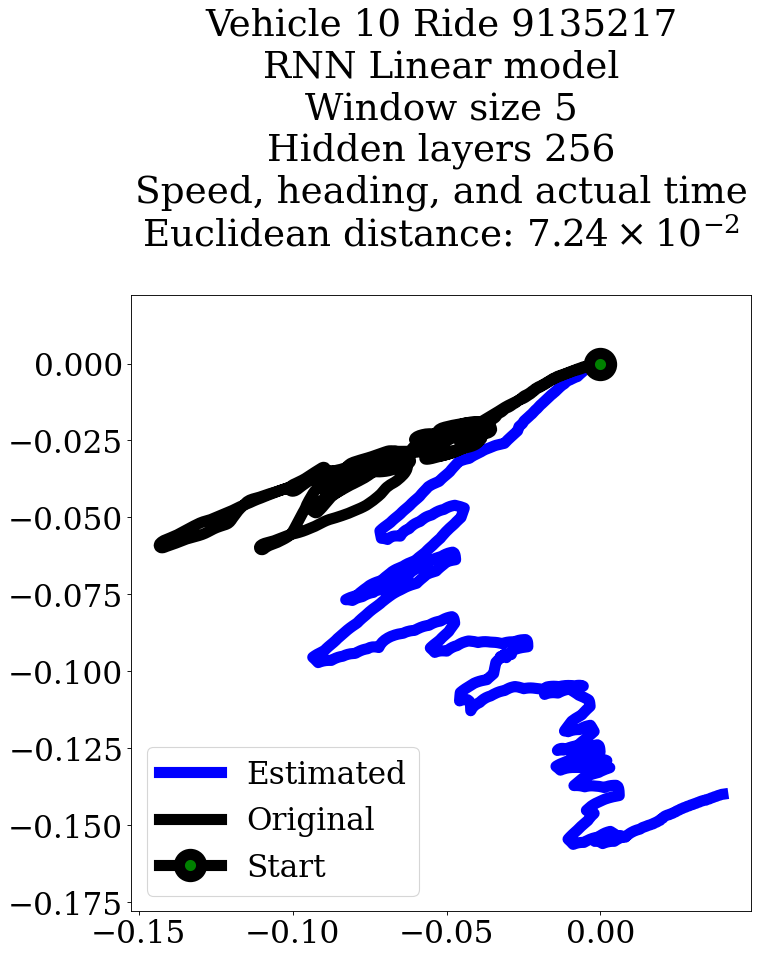 Vehicle 10 Ride 9135217
RNN Linear model
Window size 5
Hidden layers 256
Speed, heading, and actual time
Euclidean distance: 7.24 × 10⁻²
0.000
−0.025
−0.050
−0.075
−0.100
−0.125
−0.150
−0.175
Estimated
Original
Start
−0.15 −0.10 −0.05 0.00